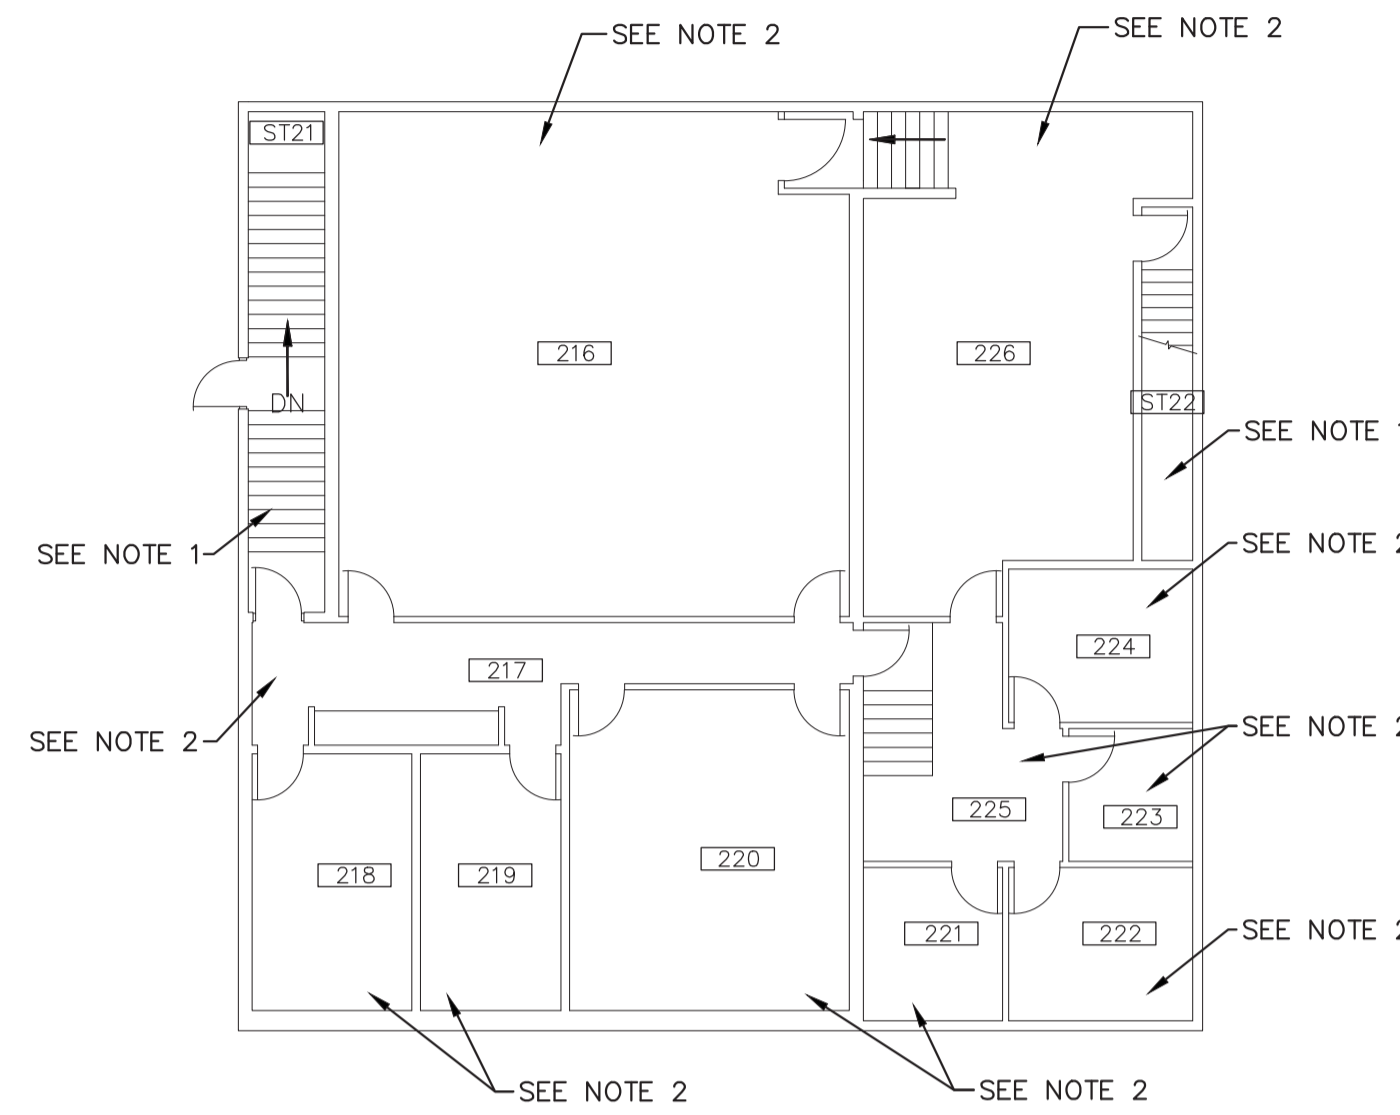 SEE NOTE 2
SEE NOTE 2
ST21
216
226
DN
ST22
SEE NOTE
SEE NOTE 1
SEE NOTE
224
217
SEE NOTE 2
SEE NOTE
225
223
220
218
219
221
222
SEE NOTE
SEE NOTE 2
SEE NOTE 2